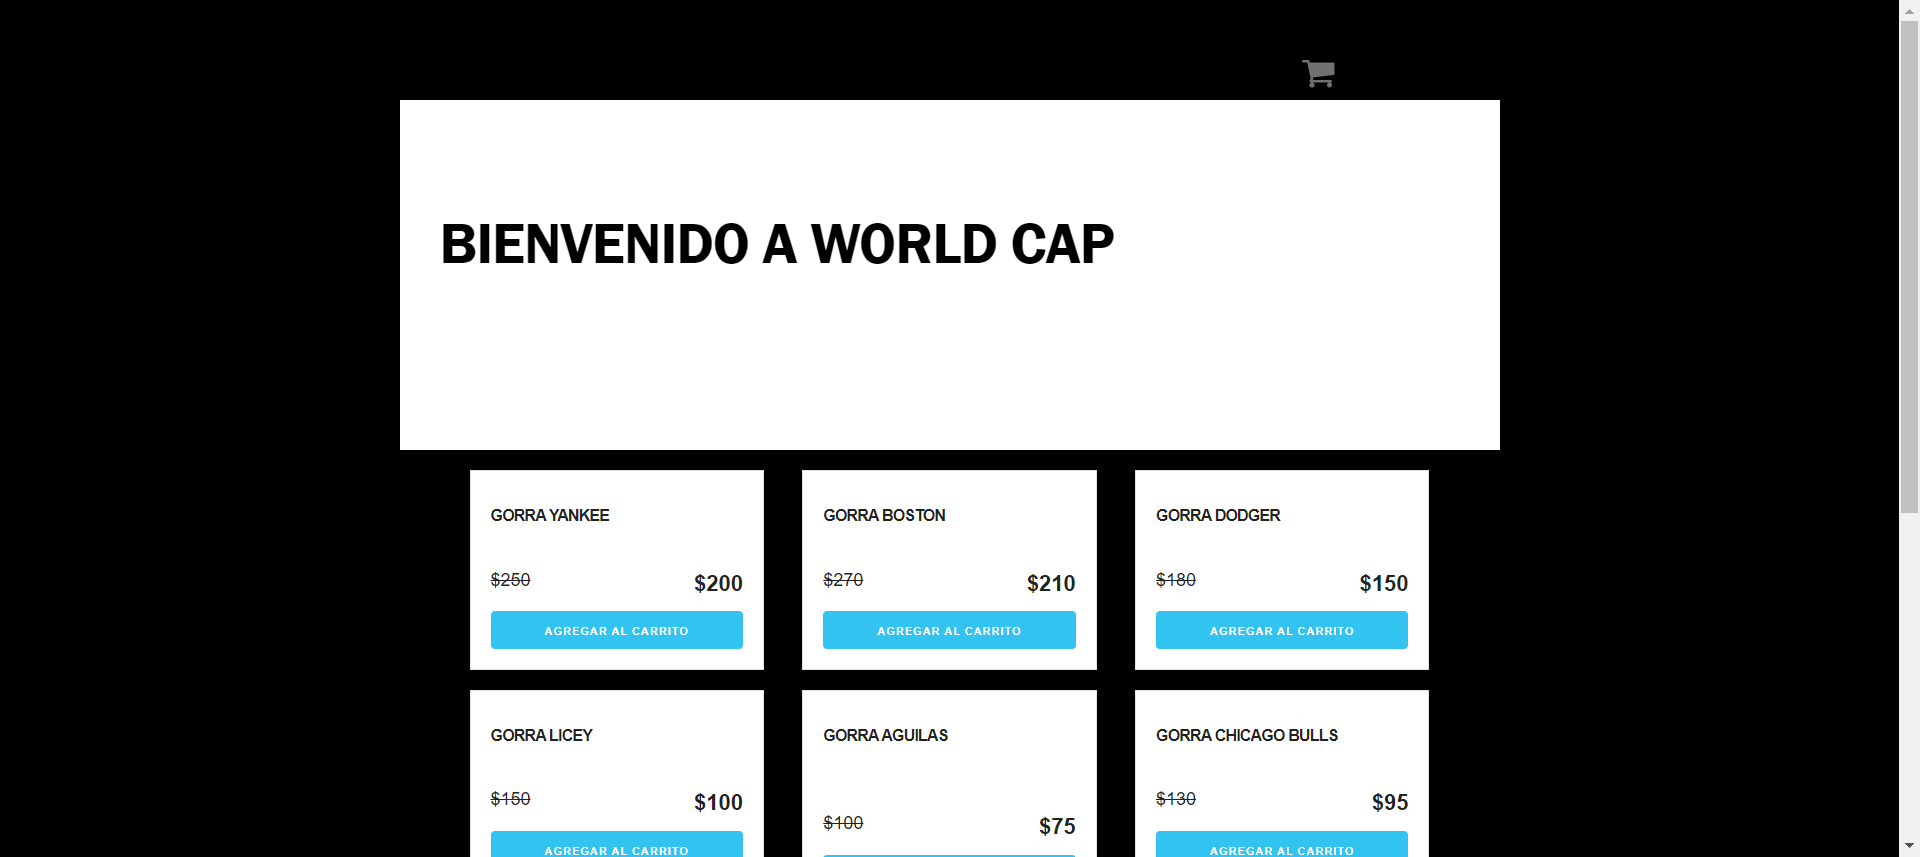 BIENVENIDO A WORLD CAP
GORRA YANKEE
$250 $200
AGREGAR AL CARRITO
GORRA BOSTON
$270 $210
AGREGAR AL CARRITO
GORRA DODGER
$180 $150
AGREGAR AL CARRITO
GORRA LICEY
$150 $100
AGREGAR AL CARRITO
GORRA AGUILAS
$100 $75
GORRA CHICAGO BULLS
$130 $95
AGREGAR AL CARRITO